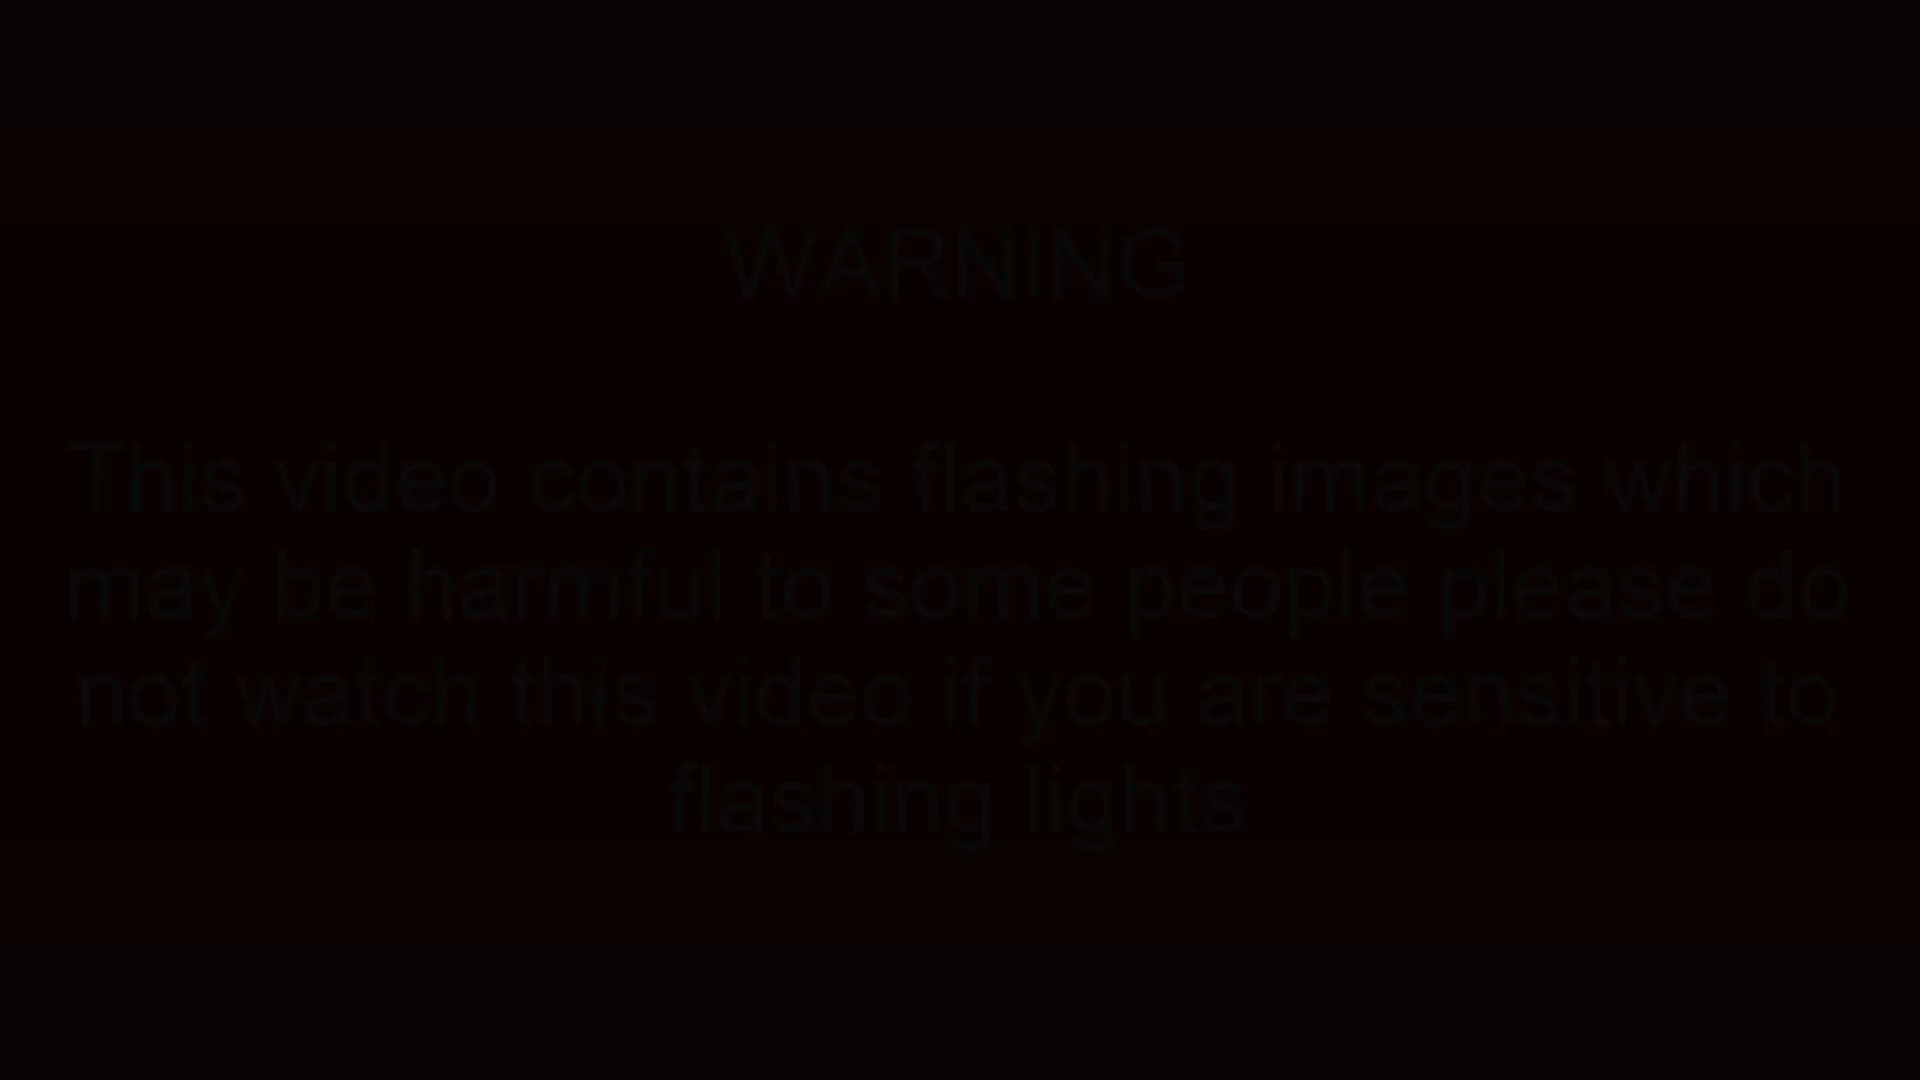 WARNING
This video contains flashing images which
may be harmful to some people please do
not watch this video if you are sensitive to
flashing lights